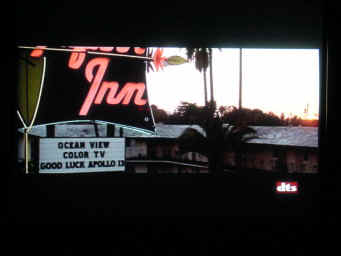 Inn
OCEAN VIEW
COLOR TV
GOOD LUCK APOLLO 13
dts